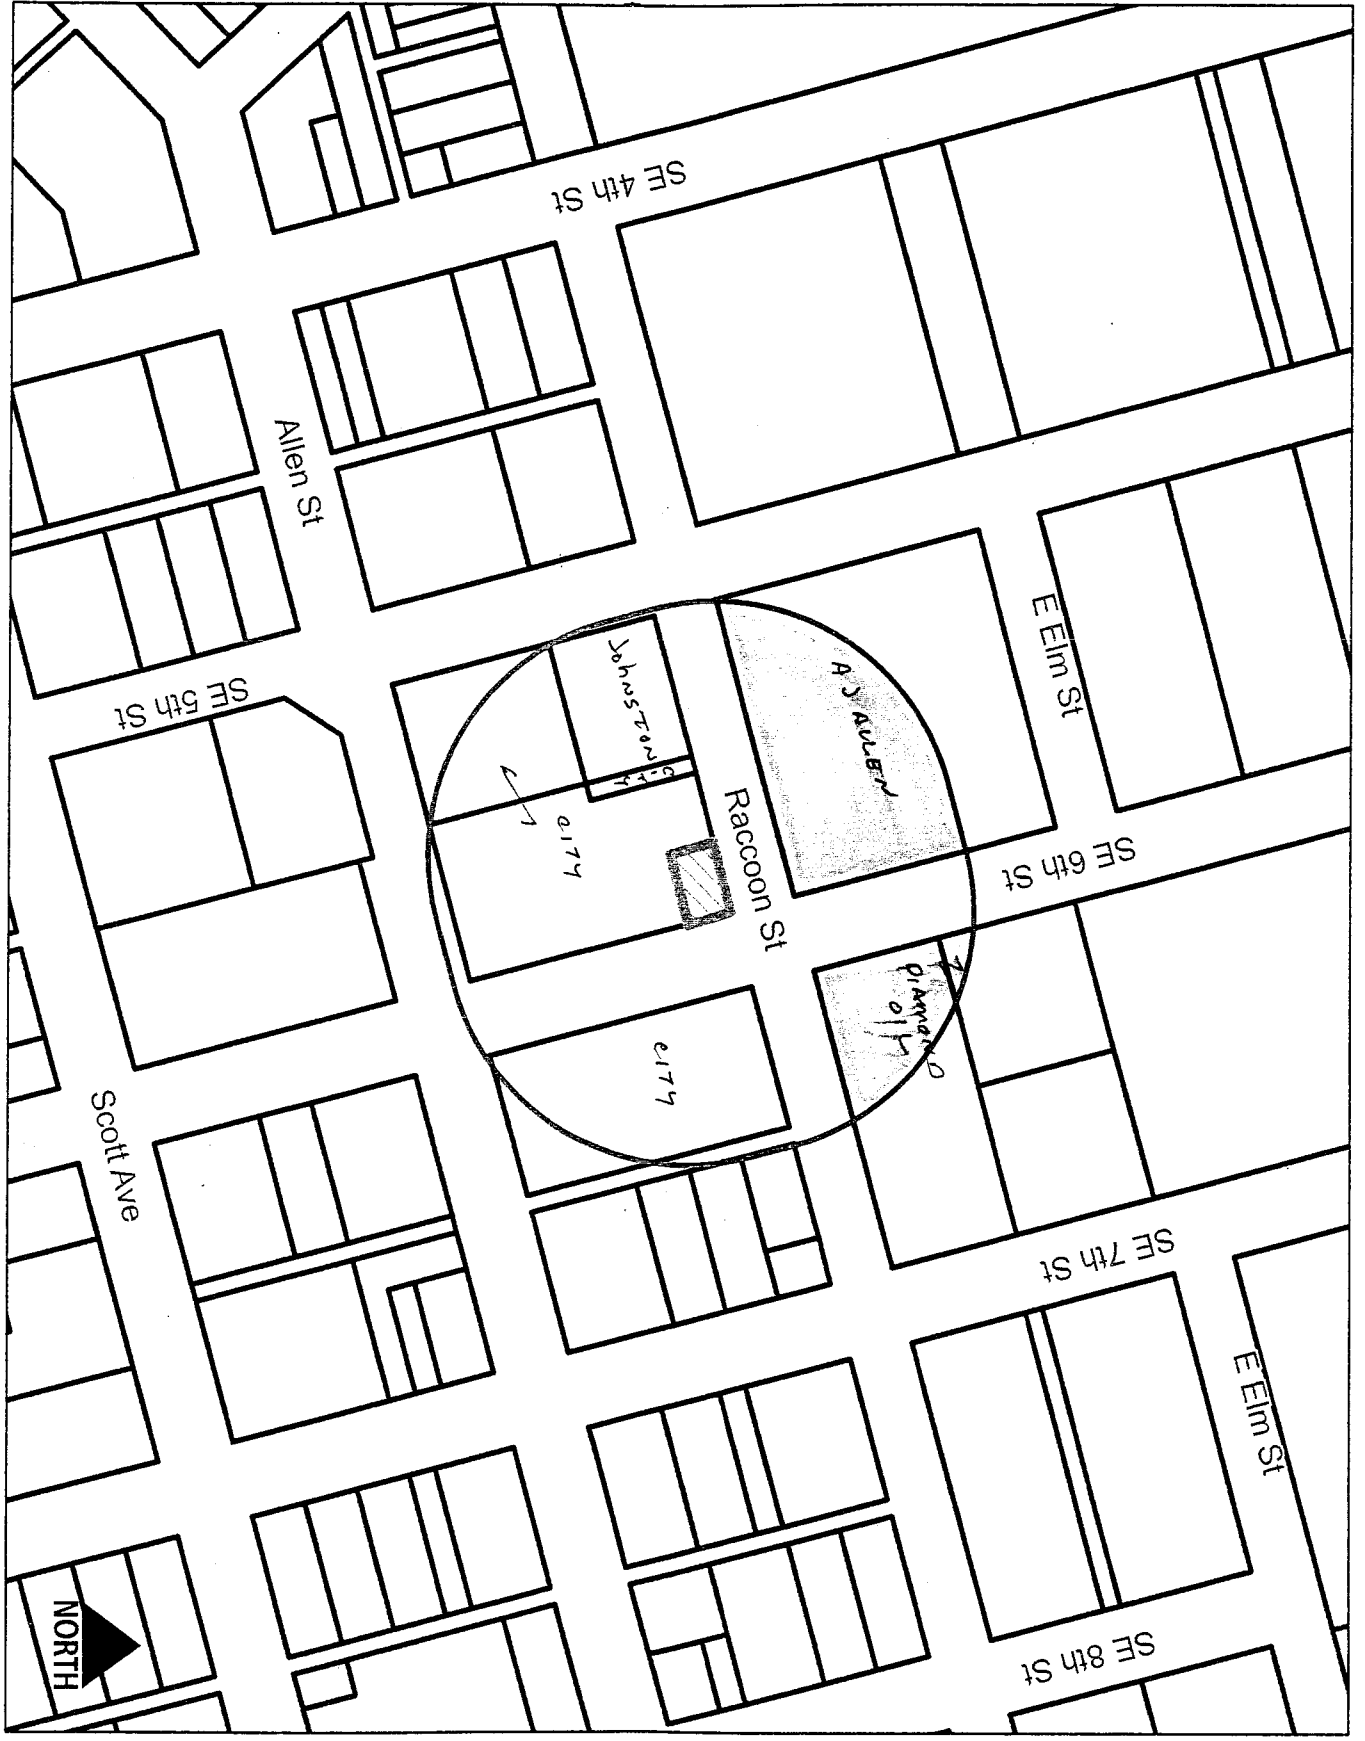 SE 4th St
Allen St
E Elm St
SE 5th St
JOHNSTON
CITY
A J ALLEN
Raccoon St
CITY
SE 6th St
DIAMOND
OIL
CITY
Scott Ave
SE 7th St
E Elm St
NORTH
SE 8th St